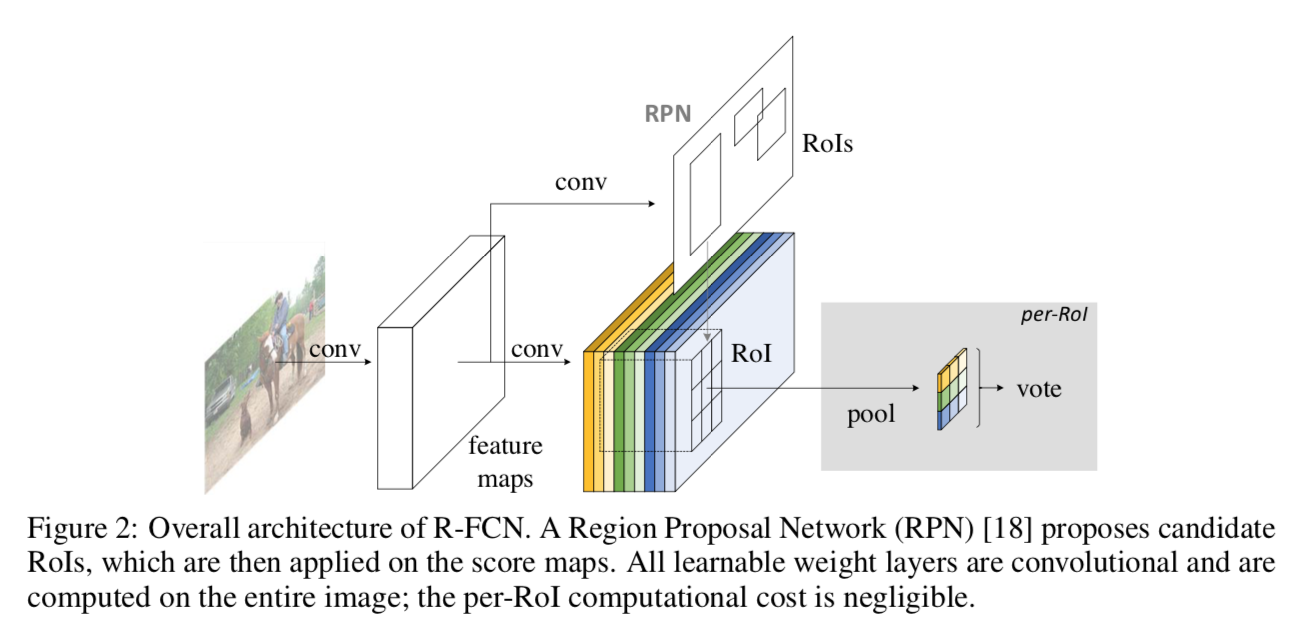 RPN
RoIs
conv
conv
conv
RoI
per-RoI
pool
vote
feature
maps
Figure 2: Overall architecture of R-FCN. A Region Proposal Network (RPN) [18] proposes candidate
RoIs, which are then applied on the score maps. All learnable weight layers are convolutional and are
computed on the entire image; the per-RoI computational cost is negligible.